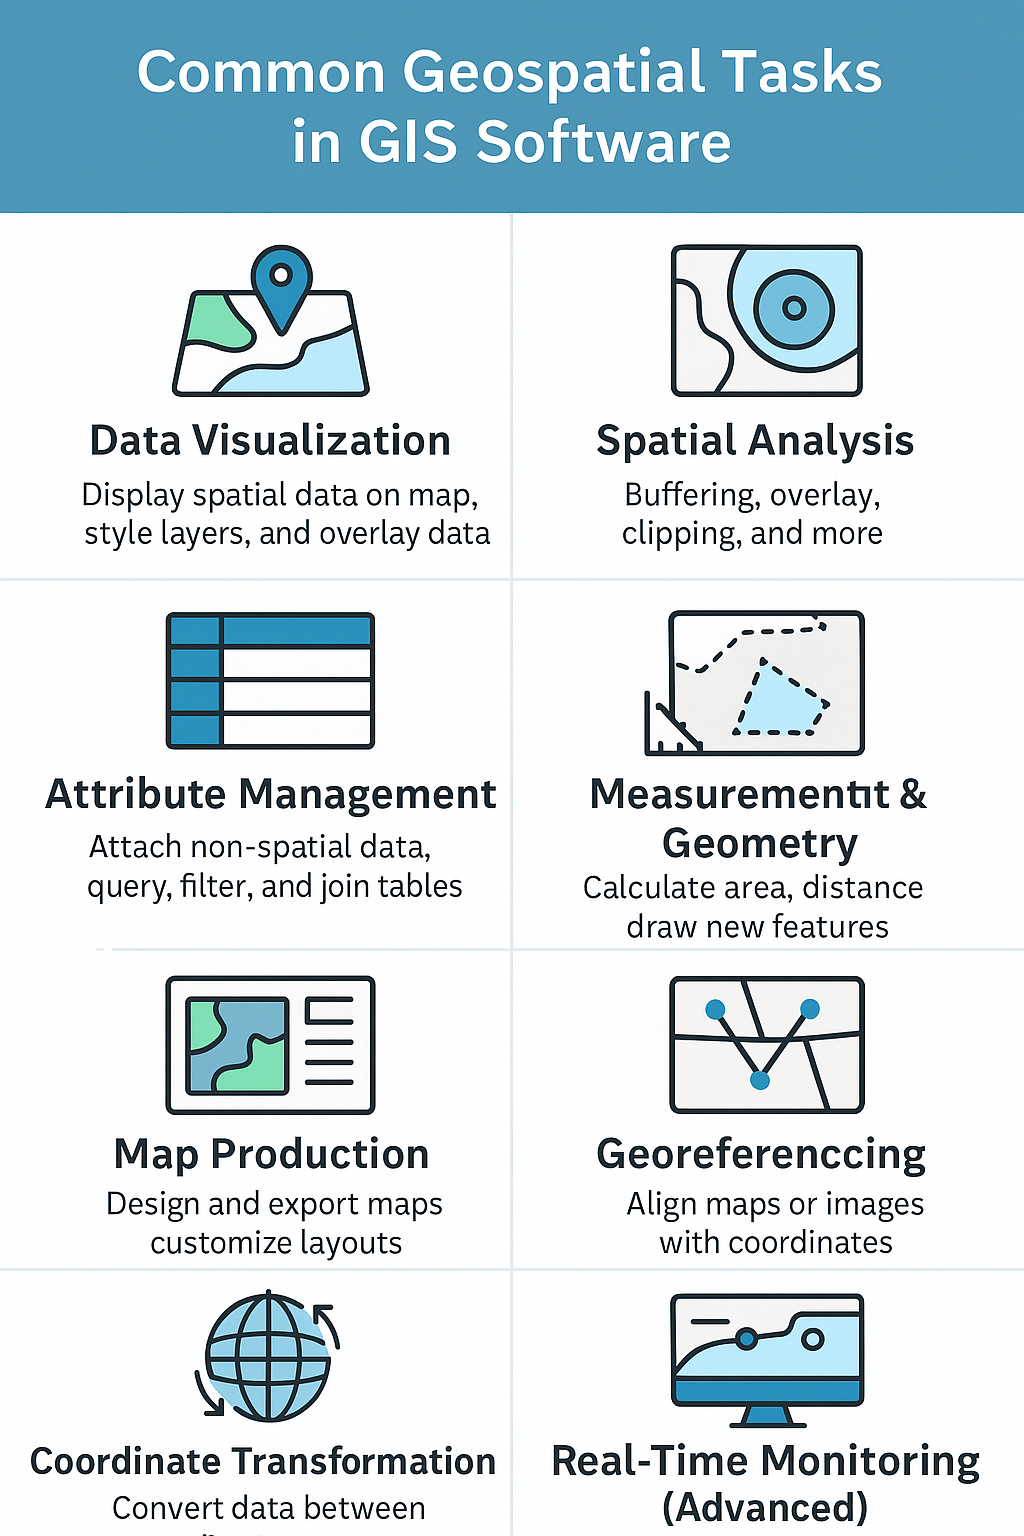 Common Geospatial Tasks
in GIS Software
Data Visualization
Display spatial data on map,
style layers, and overlay data
Spatial Analysis
Buffering, overlay,
clipping, and more
Attribute Management
Attach non-spatial data,
query, filter, and join tables
Measurementıt &
Geometry
Calculate area, distance
draw new features
Map Production
Design and export maps
customize layouts
Georeferenccing
Align maps or images
with coordinates
Coordinate Transformation
Convert data between
Real-Time Monitoring
(Advanced)